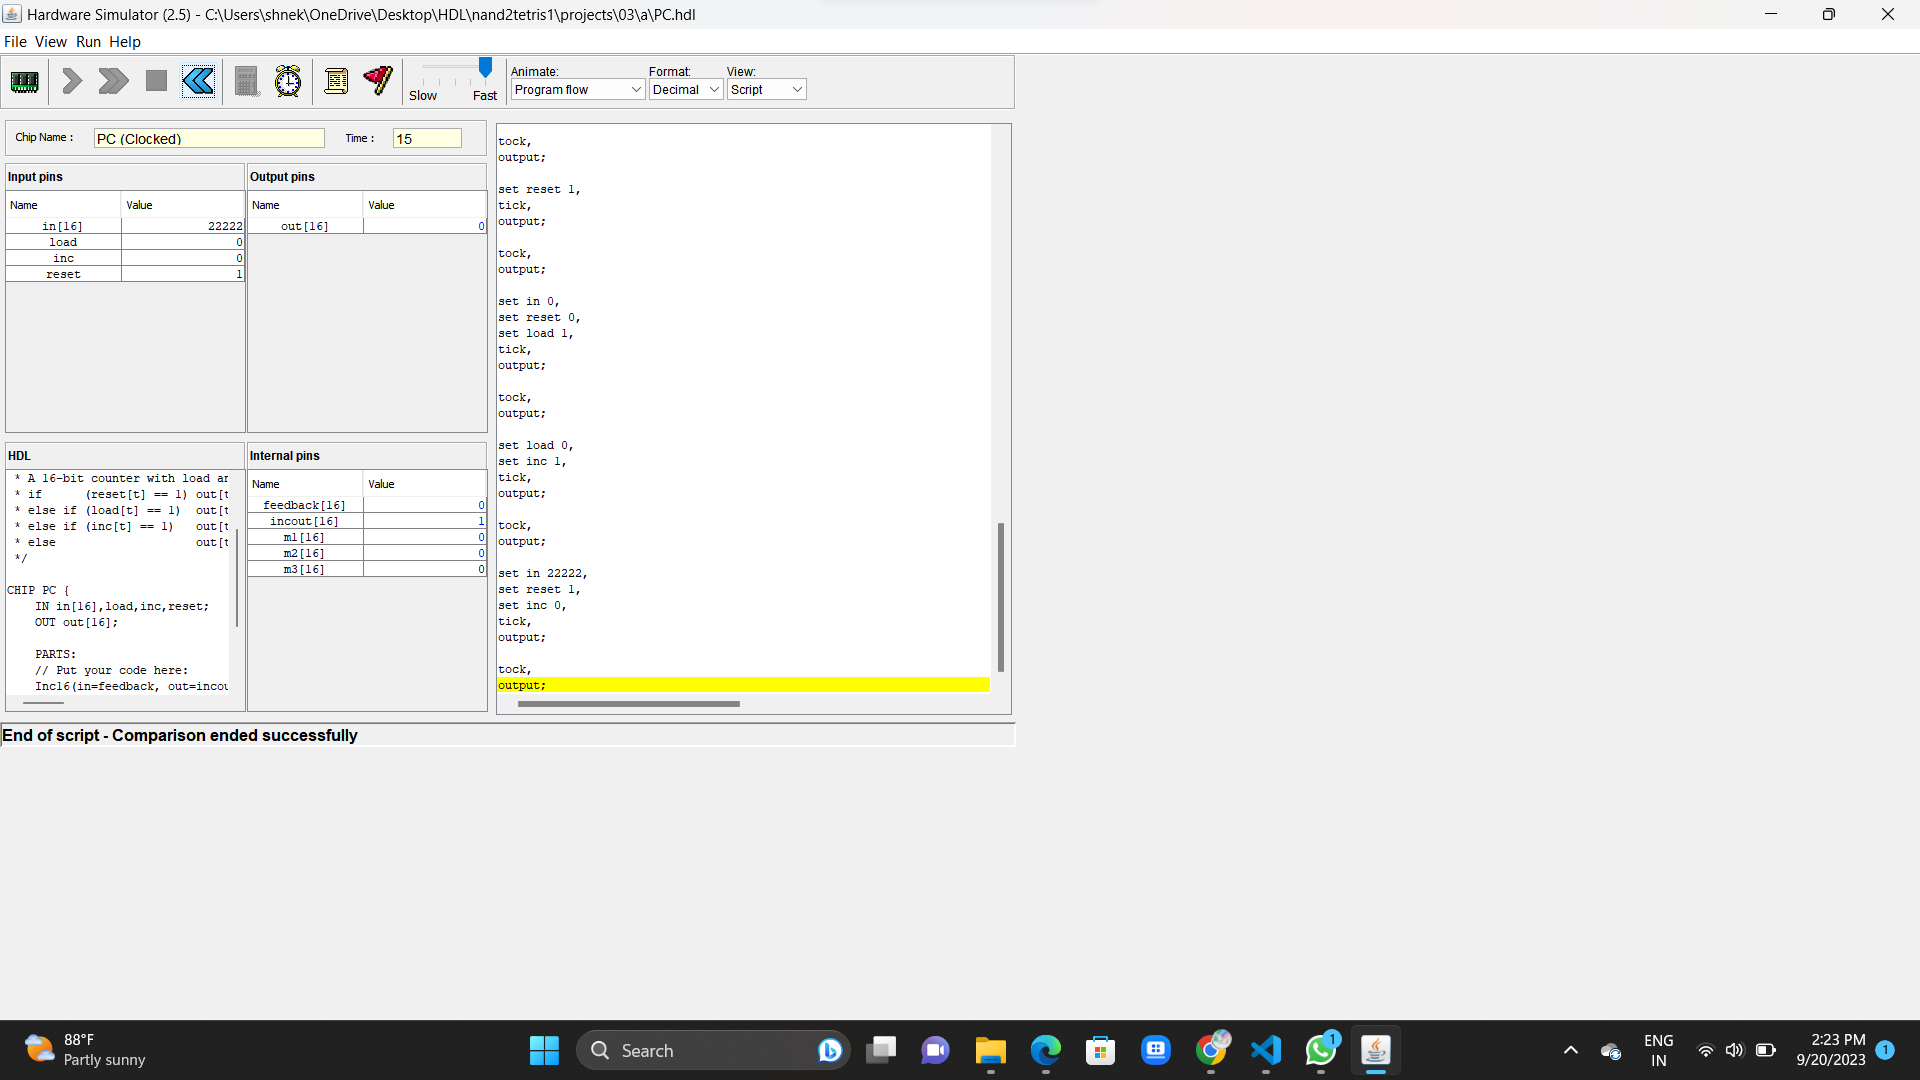 Hardware Simulator (2.5) - C:\Users\shnek\OneDrive\Desktop\HDL\nand2tetris1\projects\03\a\PC.hdl
File View Run Help
Slow Fast
Animate: Format: View:
Program flow Decimal Script
Chip Name : PC (Clocked) Time : 15
Input pins
Name Value
in[16] 22222
load 0
inc 0
reset 1
Output pins
Name Value
out[16] 0
HDL
* A 16-bit counter with load an
* if (reset[t] == 1) out[t
* else if (load[t] == 1) out[t
* else if (inc[t] == 1) out[t
* else out[t
*/
CHIP PC {
IN in[16],load,inc,reset;
OUT out[16];
PARTS:
// Put your code here:
Inc16(in=feedback, out=incou
Internal pins
Name Value
feedback[16] 0
incout[16] 1
m1[16] 0
m2[16] 0
m3[16] 0
tock,
output;
set reset 1,
tick,
output;
tock,
output;
set in 0,
set reset 0,
set load 1,
tick,
output;
tock,
output;
set load 0,
set inc 1,
tick,
output;
tock,
output;
set in 22222,
set reset 1,
set inc 0,
tick,
output;
tock,
output;
End of script - Comparison ended successfully
88°F
Partly sunny
Search
1
ENG
IN
2:23 PM
9/20/2023
1